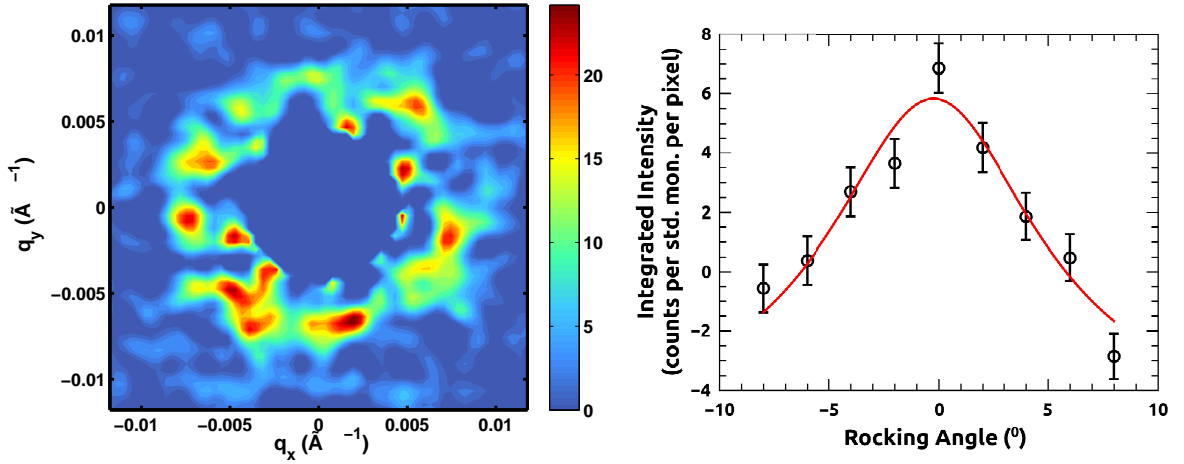 0.01
0.005
0
−0.005
−0.01
q_y (Ã −1)
−0.01 −0.005 0 0.005 0.01
q_x (Ã −1)
20
15
10
5
0
8
6
4
2
0
−2
−4
Integrated Intensity
(counts per std. mon. per pixel)
−10 −5 0 5 10
Rocking Angle (⁰)